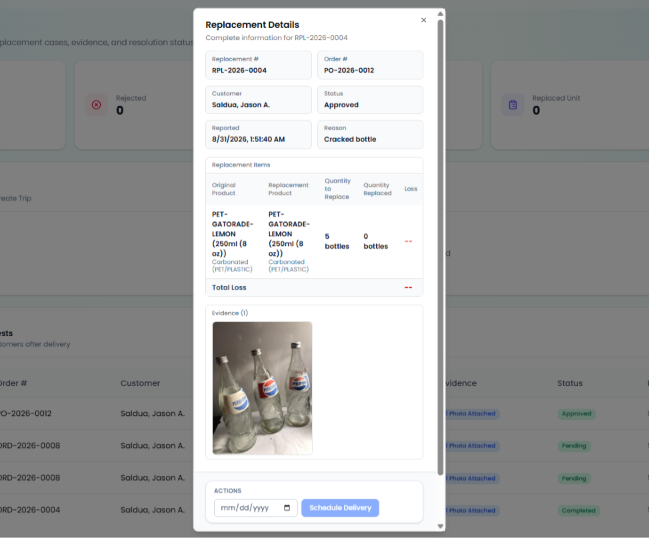 Replacement Details
Complete information for RPL-2026-0004
Replacement #
RPL-2026-0004
Order #
PO-2026-0012
Customer
Saldua, Jason A.
Status
Approved
Reported
8/31/2026, 1:51:40 AM
Reason
Cracked bottle
Replacement Items
Original
Product
Replacement
Product
Quantity
to
Replace
Quantity
Replaced
Loss
PET-
GATORADE-
LEMON
(250ml (8
oz))
Carbonated
(PET/PLASTIC)
PET-
GATORADE-
LEMON
(250ml (8
oz))
Carbonated
(PET/PLASTIC)
5
bottles
0
bottles
--
Total Loss
--
Evidence (1)
ACTIONS
mm/dd/yyyy
Schedule Delivery
placement cases, evidence, and resolution status
Rejected
0
Replaced Unit
0
reate Trip
d
ests
tomers after delivery
Order #
Customer
vidence
Status
PO-2026-0012
Saldua, Jason A.
Photo Attached
Approved
ORD-2026-0008
Saldua, Jason A.
Photo Attached
Pending
ORD-2026-0008
Saldua, Jason A.
Photo Attached
Pending
ORD-2026-0004
Saldua, Jason A.
Photo Attached
Completed